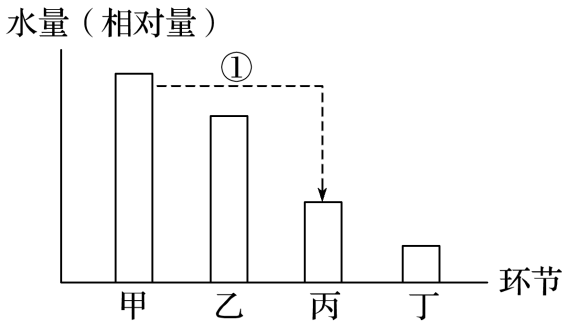 水量（相对量）
①
环节
甲 乙 丙 丁